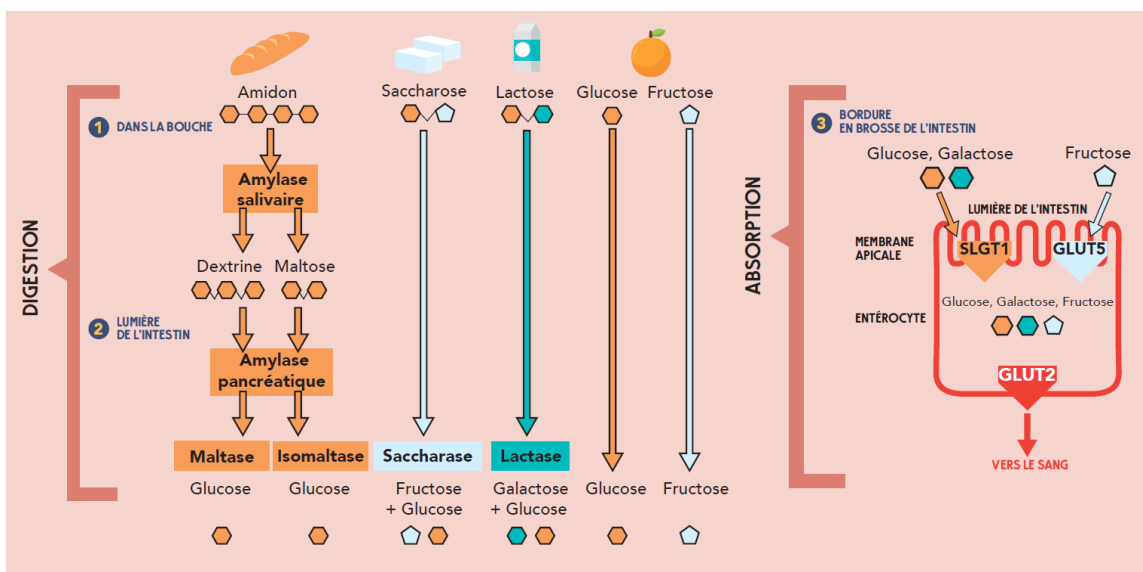 DIGESTION
1 DANS LA BOUCHE
Amidon
Saccharose
Lactose
Glucose
Fructose
Amylase
salivaire
Dextrine
Maltose
2 LUMIÈRE
DE L'INTESTIN
Amylase
pancréatique
Maltase
Isomaltase
Saccharase
Lactase
Glucose
Glucose
Fructose
+ Glucose
Galactose
+ Glucose
Glucose
Fructose
ABSORPTION
3 BORDURE
EN BROSSE DE L'INTESTIN
Glucose, Galactose
Fructose
LUMIÈRE DE L'INTESTIN
MEMBRANE
APICALE
SLGT1
GLUT5
Glucose, Galactose, Fructose
ENTÉROCYTE
GLUT2
VERS LE SANG